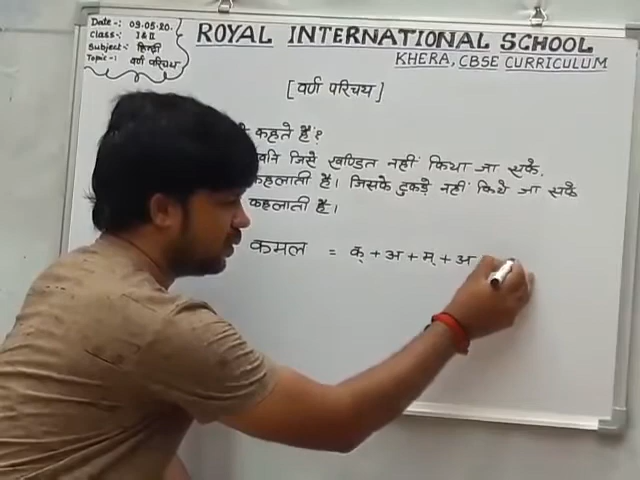 Date-: 09.05.20.
Class-: I & II
Subject-: हिन्दी
Topic-: वर्ण परिचय
ROYAL INTERNATIONAL SCHOOL
KHERA, CBSE CURRICULUM
[वर्ण परिचय]
कहते हैं?
जिसे खण्डित नहीं किया जा सके,
कहलाती है। जिसके टुकड़े नहीं किये जा सके
कहलाती है।
कमल = क् + अ + म् + अ